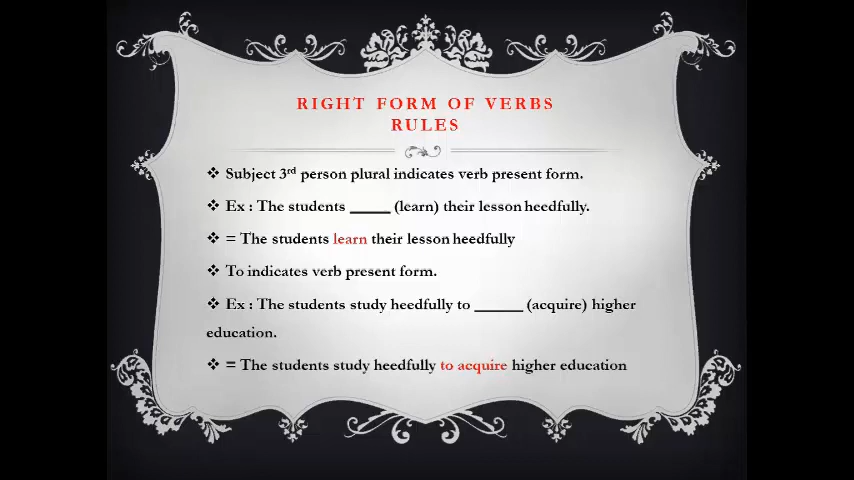 RIGHT FORM OF VERBS
RULES
❖ Subject 3rd person plural indicates verb present form.
❖ Ex : The students _____ (learn) their lesson heedfully.
❖ = The students learn their lesson heedfully
❖ To indicates verb present form.
❖ Ex : The students study heedfully to ______ (acquire) higher
education.
❖ = The students study heedfully to acquire higher education